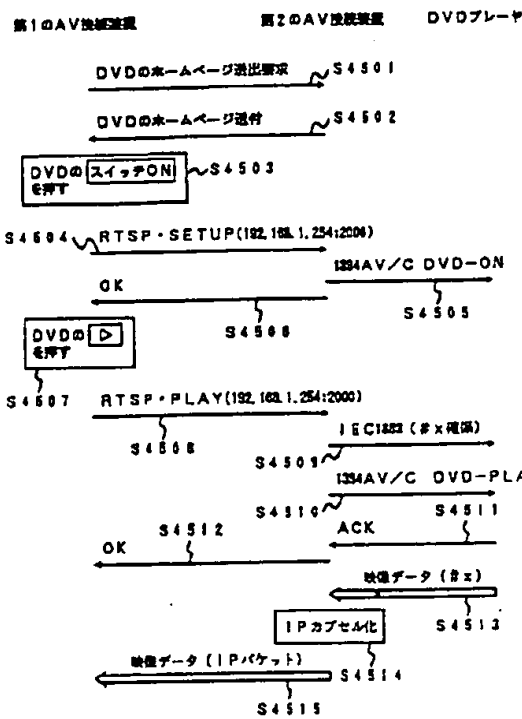 第1のAV接続装置 第2のAV接続装置 DVDプレーヤ
DVDのホームページ送出要求 S4501
DVDのホームページ送付 S4502
DVDの スイッチON
を押す
S4503
S4504 RTSP・SETUP(192.168.1.254:2000)
1394AV/C DVD-ON
OK
S4505
S4506
DVDの ▷
を押す
S4507
RTSP・PLAY(192.168.1.254:2000)
S4508
IEC1883 (#x確保)
S4509
1394AV/C DVD-PLA
S4510
S4511
S4512
ACK
OK
映像データ (#x)
IPカプセル化
S4513
映像データ (IPパケット)
S4514
S4515